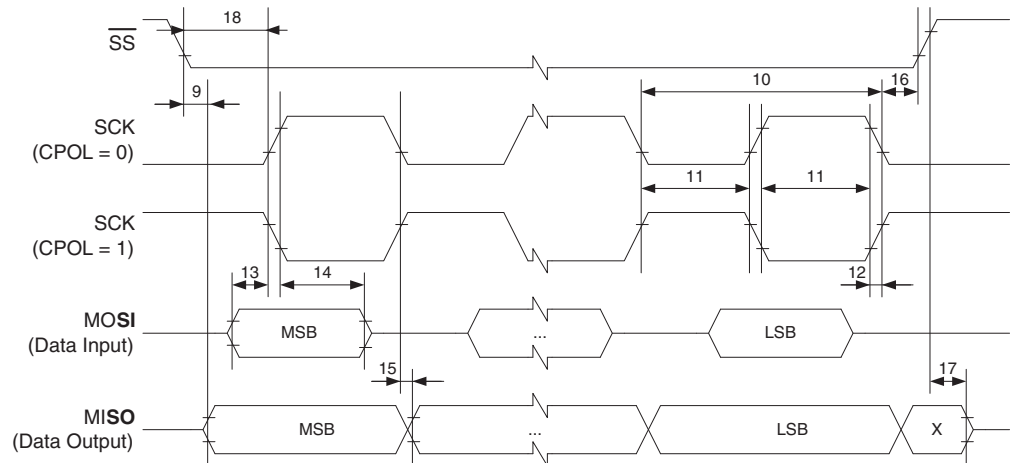 18
SS
9
10
16
SCK
(CPOL = 0)
11
11
SCK
(CPOL = 1)
13
14
12
MOSI
(Data Input)
MSB
...
LSB
15
17
MISO
(Data Output)
MSB
...
LSB
X